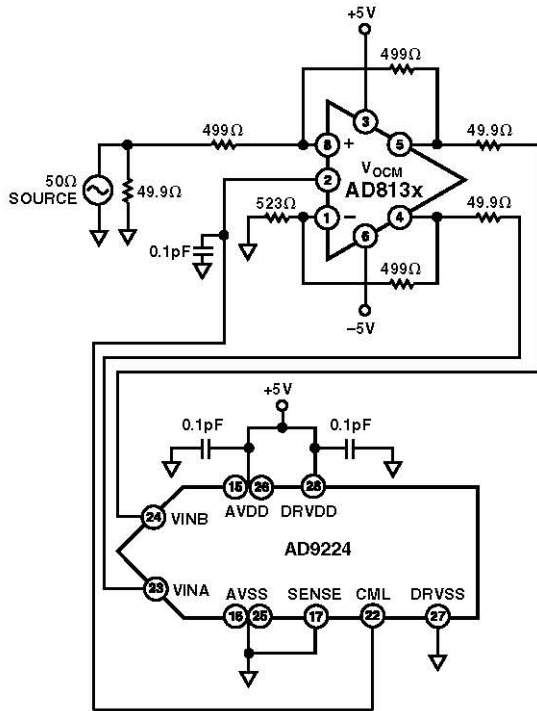 +5V
499Ω
3
499Ω
8
+
5
49.9Ω
50Ω
SOURCE
49.9Ω
2
VOCM
AD813x
523Ω
1
−
4
49.9Ω
0.1pF
6
499Ω
−5V
+5V
0.1pF
0.1pF
15
26
28
24
VINB
AVDD
DRVDD
AD9224
23
VINA
AVSS
SENSE
CML
DRVSS
16
25
17
22
27